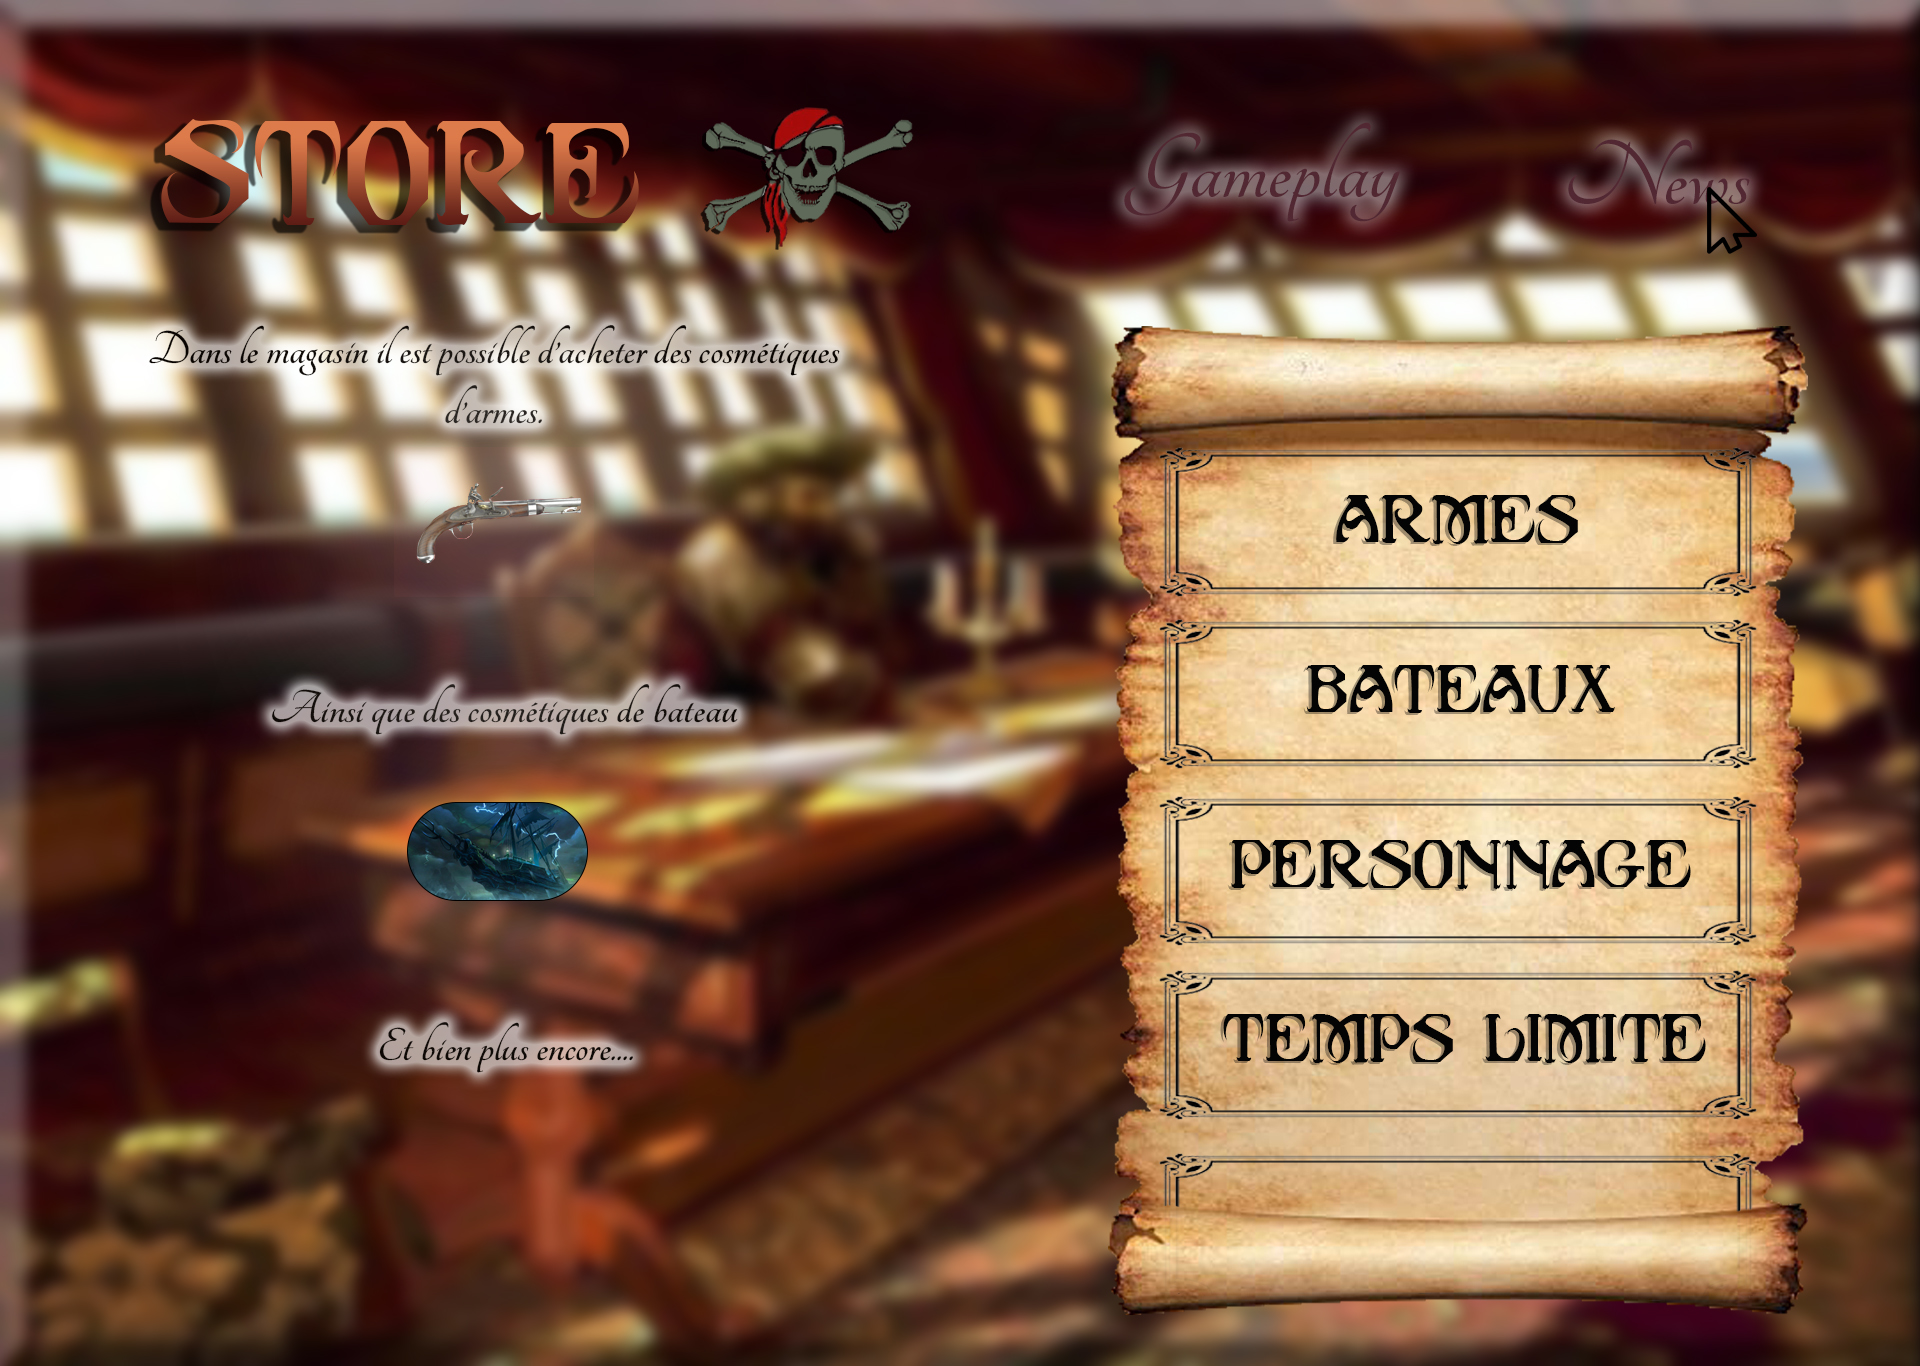 STORE
Gameplay
News
Dans le magasin il est possible d'acheter des cosmétiques
d'armes.
Ainsi que des cosmétiques de bateau
Et bien plus encore....
ARMES
BATEAUX
PERSONNAGE
TEMPS LIMITE